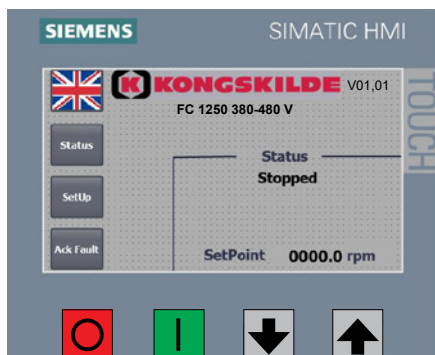 SIEMENS SIMATIC HMI
TOUCH
KONGSKILDE V01,01
FC 1250 380-480 V
Status
Status
Stopped
SetUp
Ack Fault
SetPoint 0000.0 rpm